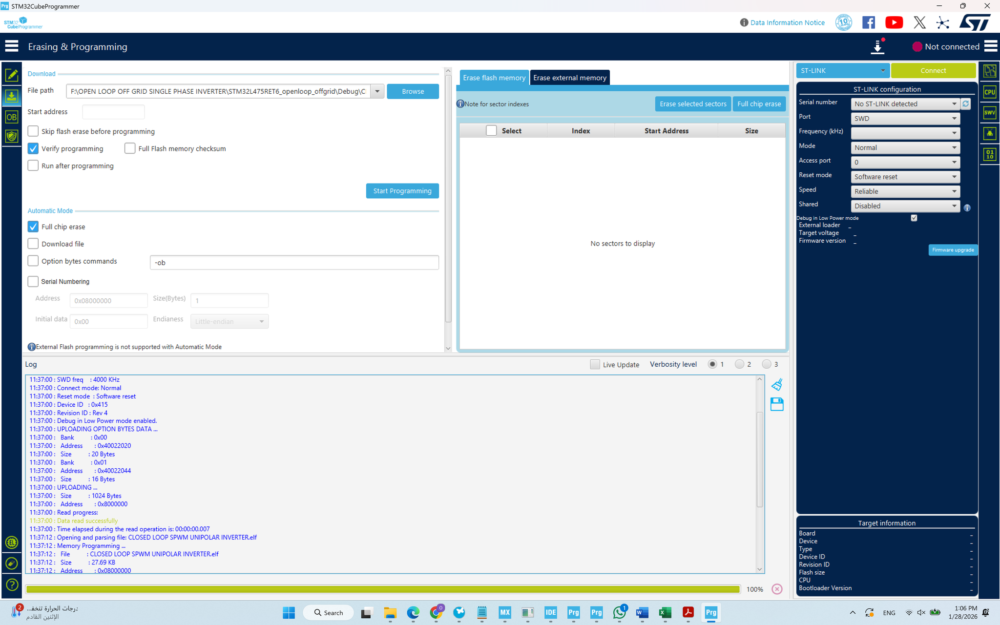 STM32CubeProgrammer
STM32
CubeProgrammer
Data Information Notice
Erasing & Programming
Not connected
Download
File path
F:\OPEN LOOP OFF GRID SINGLE PHASE INVERTER\STM32L475RET6_openloop_offgrid\Debug\C
Browse
Start address
Skip flash erase before programming
Verify programming
Full Flash memory checksum
Run after programming
Start Programming
Automatic Mode
Full chip erase
Download file
Option bytes commands
-ob
Serial Numbering
Address
0x08000000
Size(Bytes)
1
Initial data
0x00
Endianess
Little-endian
External Flash programming is not supported with Automatic Mode
Erase flash memory
Erase external memory
Note for sector indexes
Erase selected sectors
Full chip erase
Select
Index
Start Address
Size
No sectors to display
ST-LINK
Connect
ST-LINK configuration
Serial number
No ST-LINK detected
Port
SWD
Frequency (kHz)
Mode
Normal
Access port
0
Reset mode
Software reset
Speed
Reliable
Shared
Disabled
Debug in Low Power mode
External loader _
Target voltage _
Firmware version _
Firmware upgrade
OB
CPU
SWV
01
10
Log
Live Update
Verbosity level
1
2
3
11:37:00 : SWD freq : 4000 KHz
11:37:00 : Connect mode: Normal
11:37:00 : Reset mode : Software reset
11:37:00 : Device ID : 0x415
11:37:00 : Revision ID : Rev 4
11:37:00 : Debug in Low Power mode enabled.
11:37:00 : UPLOADING OPTION BYTES DATA ...
11:37:00 : Bank : 0x00
11:37:00 : Address : 0x40022020
11:37:00 : Size : 20 Bytes
11:37:00 : Bank : 0x01
11:37:00 : Address : 0x40022044
11:37:00 : Size : 16 Bytes
11:37:00 : UPLOADING ...
11:37:00 : Size : 1024 Bytes
11:37:00 : Address : 0x8000000
11:37:00 : Read progress:
11:37:00 : Data read successfully
11:37:00 : Time elapsed during the read operation is: 00:00:00.007
11:37:12 : Opening and parsing file: CLOSED LOOP SPWM UNIPOLAR INVERTER.elf
11:37:12 : Memory Programming ...
11:37:12 : File : CLOSED LOOP SPWM UNIPOLAR INVERTER.elf
11:37:12 : Size : 27.69 KB
11:37:12 : Address : 0x08000000
100%
Target information
Board _
Device _
Type _
Device ID _
Revision ID _
Flash size _
CPU _
Bootloader Version _
درجات الحرارة تنخفـ...
الإثنين القادم
2
Search
0
MX
IDE
Prg
Prg
1
Prg
ENG
1:06 PM
1/28/2026